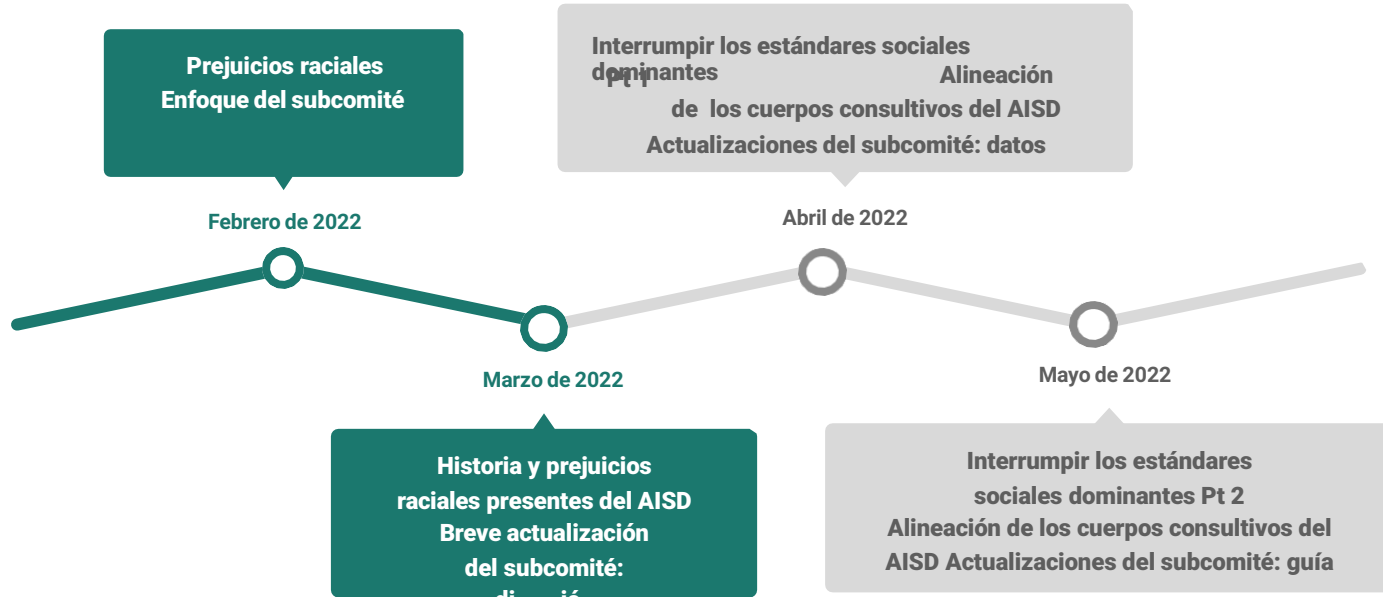 Prejuicios raciales
Enfoque del subcomité
Interrumpir los estándares sociales
dominantes
Pt 1 Alineación
de los cuerpos consultivos del AISD
Actualizaciones del subcomité: datos
Febrero de 2022
Abril de 2022
Marzo de 2022
Mayo de 2022
Historia y prejuicios
raciales presentes del AISD
Breve actualización
del subcomité:
Interrumpir los estándares
sociales dominantes Pt 2
Alineación de los cuerpos consultivos del
AISD Actualizaciones del subcomité: guía